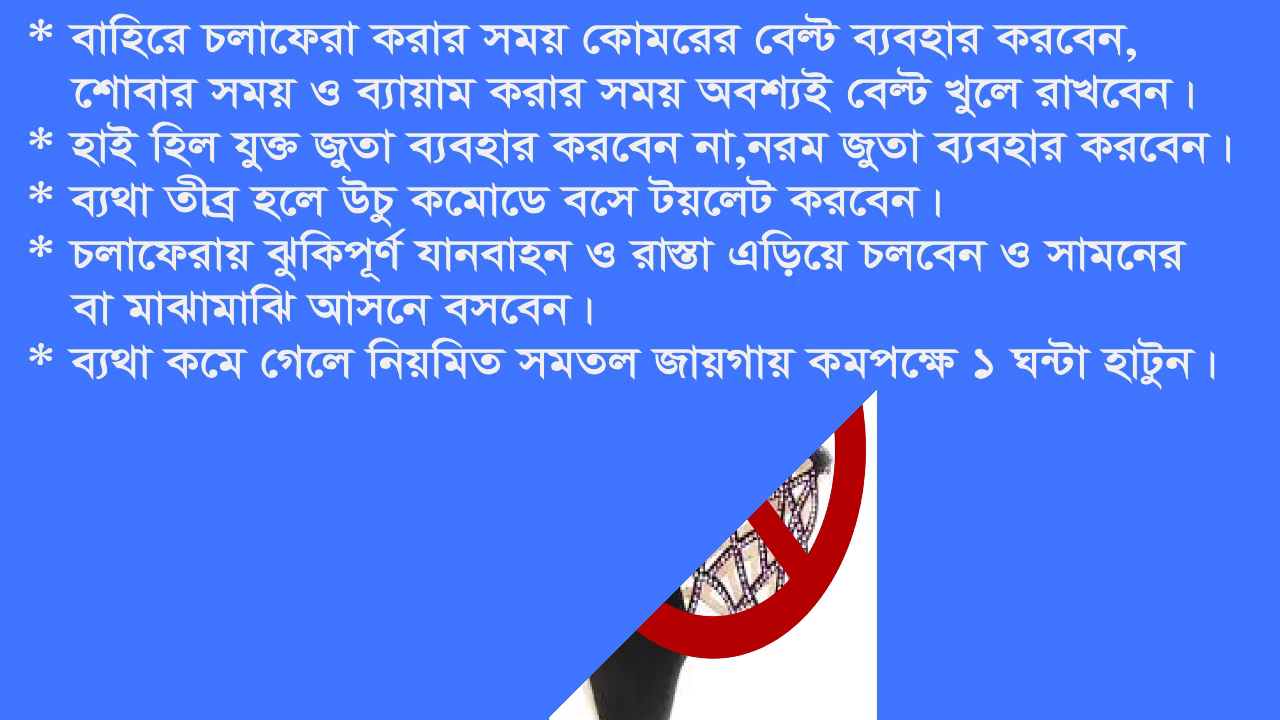 * বাহিরে চলাফেরা করার সময় কোমরের বেল্ট ব্যবহার করবেন,
শোবার সময় ও ব্যায়াম করার সময় অবশ্যই বেল্ট খুলে রাখবেন।
* হাই হিল যুক্ত জুতা ব্যবহার করবেন না,নরম জুতা ব্যবহার করবেন।
* ব্যথা তীব্র হলে উচু কমোডে বসে টয়লেট করবেন।
* চলাফেরায় ঝুকিপূর্ণ যানবাহন ও রাস্তা এড়িয়ে চলবেন ও সামনের
বা মাঝামাঝি আসনে বসবেন।
* ব্যথা কমে গেলে নিয়মিত সমতল জায়গায় কমপক্ষে ১ ঘন্টা হাটুন।